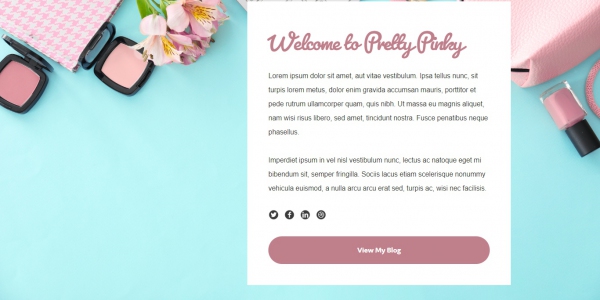 Welcome to Pretty Pinky
Lorem ipsum dolor sit amet, aut vitae vestibulum. Ipsa tellus nunc, sit
turpis lorem metus, dolor enim gravida accumsan mauris, porttitor et
pede rutrum ullamcorper quam, quis nibh. Ut massa eu magnis aliquet,
nam wisi risus libero, sed amet, tincidunt nostra. Fusce penatibus neque
phasellus.
Imperdiet ipsum in vel nisl vestibulum nunc, lectus ac natoque eget mi
bibendum sit, semper fringilla. Sociis lacus etiam scelerisque nonummy
vehicula euismod, a nulla arcu arcu erat sed, turpis ac, wisi nec facilisis.
View My Blog